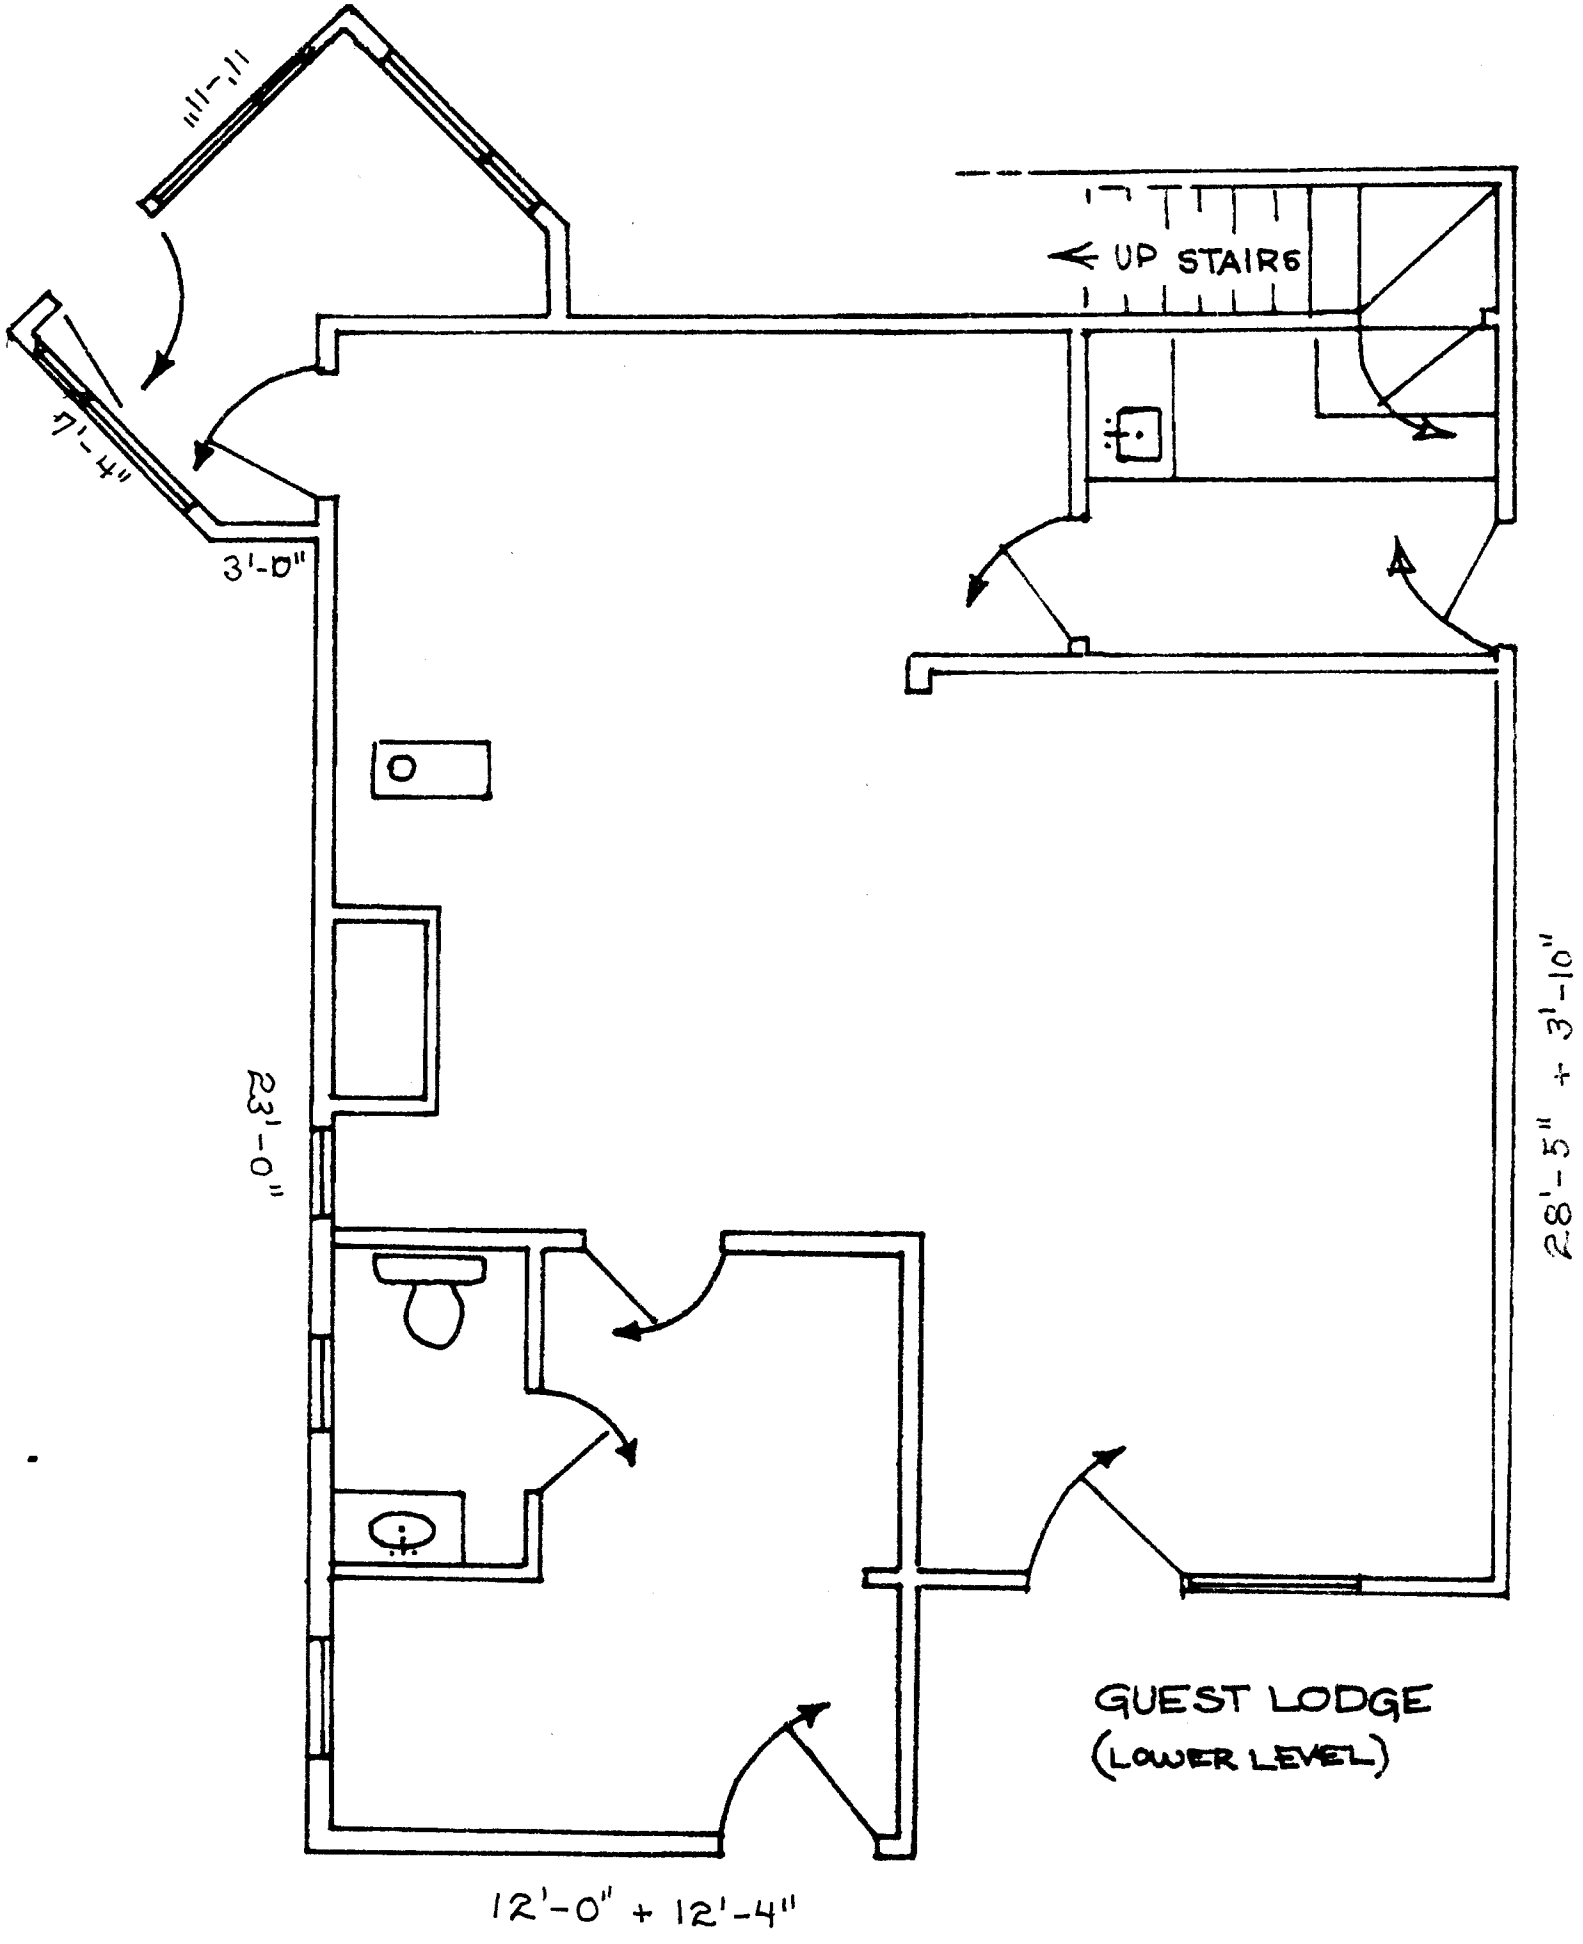 11'-11"
UP STAIRS
7'-4"
3'-0"
23'-0"
28'-5" + 3'-10"
GUEST LODGE
(LOWER LEVEL)
12'-0" + 12'-4"